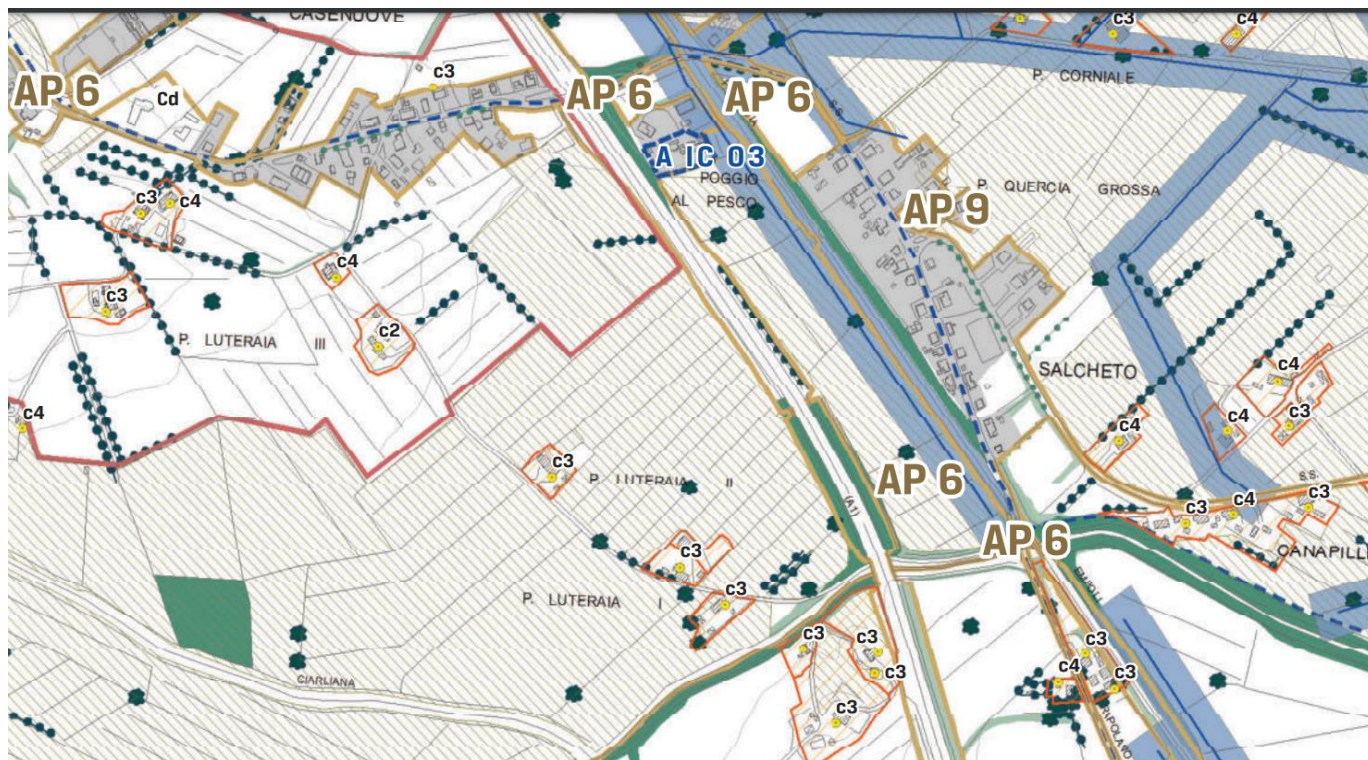 CASENUOVE
c3
c4
P. CORNIALE
AP 6
Cd
c3
AP 6
AP 6
S.S.
A IC 03
POGGIO
AL PESCO
P. QUERCIA GROSSA
AP 9
c3
c4
c4
c3
P. LUTERAIA III
c2
SALCHETO
c4
c4
c4
c3
c4
c3
P. LUTERAIA II
AP 6
(A1)
S.S.
c3
c4
c3
AP 6
CANAPILL
c3
c3
P. LUTERAIA I
c3
c3
c3
c3
c4
c3
c3
CIARLIANA
c3